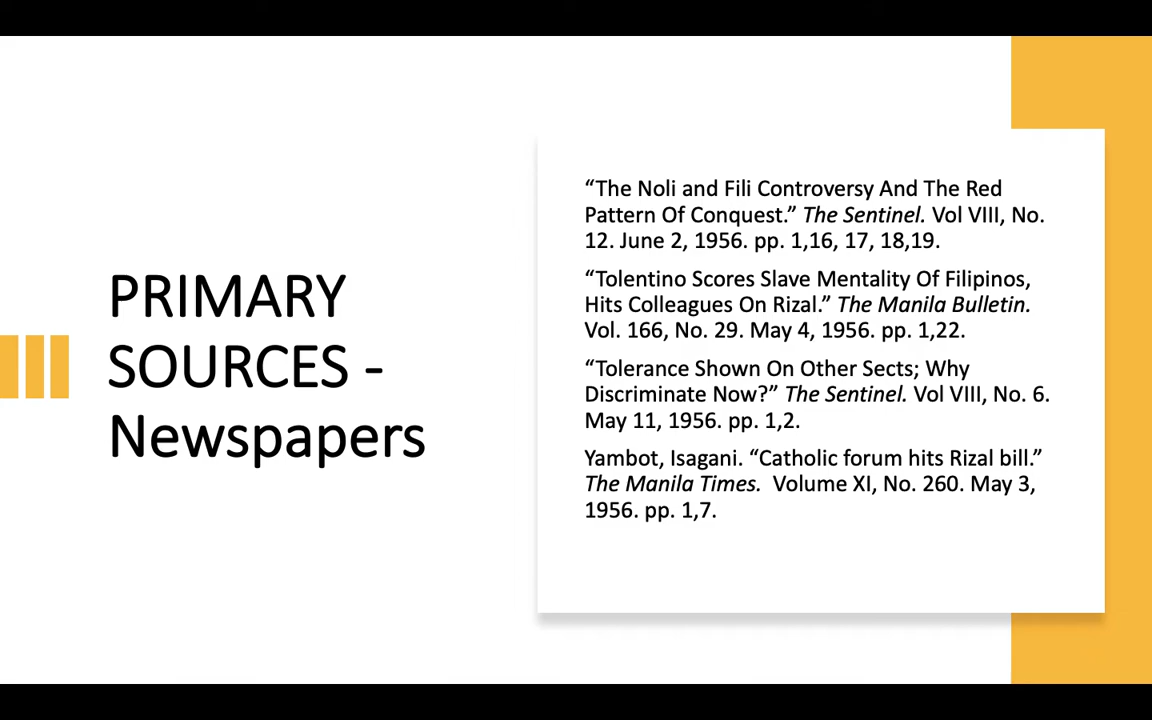 PRIMARY
SOURCES -
Newspapers
“The Noli and Fili Controversy And The Red
Pattern Of Conquest.” The Sentinel. Vol VIII, No.
12. June 2, 1956. pp. 1,16, 17, 18,19.
“Tolentino Scores Slave Mentality Of Filipinos,
Hits Colleagues On Rizal.” The Manila Bulletin.
Vol. 166, No. 29. May 4, 1956. pp. 1,22.
“Tolerance Shown On Other Sects; Why
Discriminate Now?” The Sentinel. Vol VIII, No. 6.
May 11, 1956. pp. 1,2.
Yambot, Isagani. “Catholic forum hits Rizal bill.”
The Manila Times.  Volume XI, No. 260. May 3,
1956. pp. 1,7.